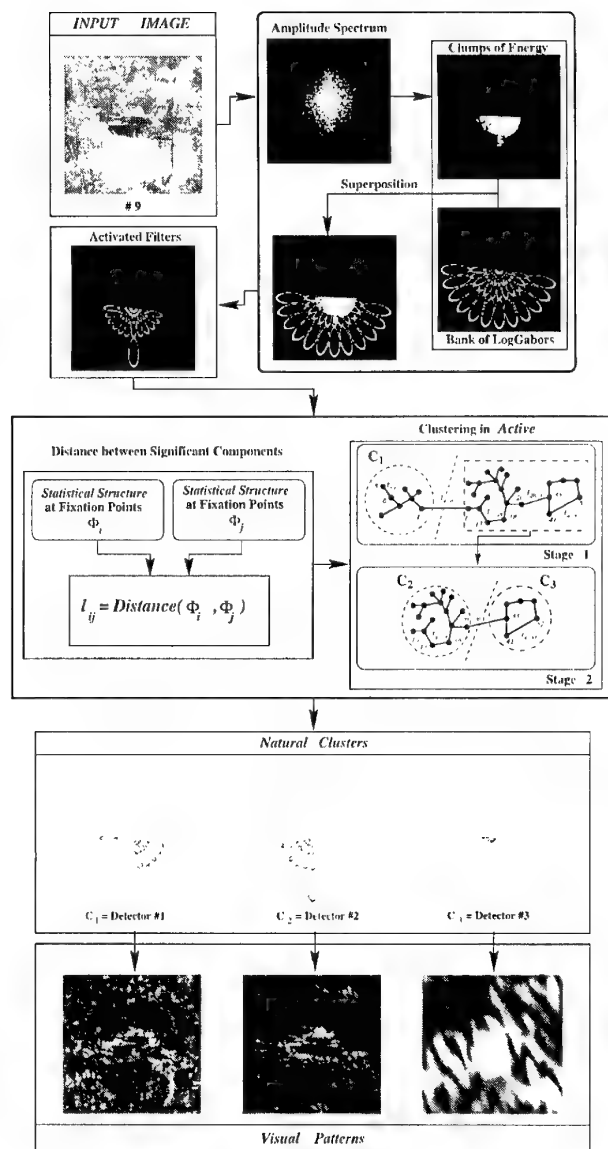 INPUT IMAGE
# 9
Amplitude Spectrum
Clumps of Energy
Superposition
Bank of LogGabors
Activated Filters
Clustering in Active
Distance between Significant Components
Statistical Structure
at Fixation Points
Φi
Statistical Structure
at Fixation Points
Φj
l ij = Distance( Φi , Φj )
C1
Stage 1
C2
C3
Stage 2
Natural Clusters
C1 = Detector #1
C2 = Detector #2
C3 = Detector #3
Visual Patterns